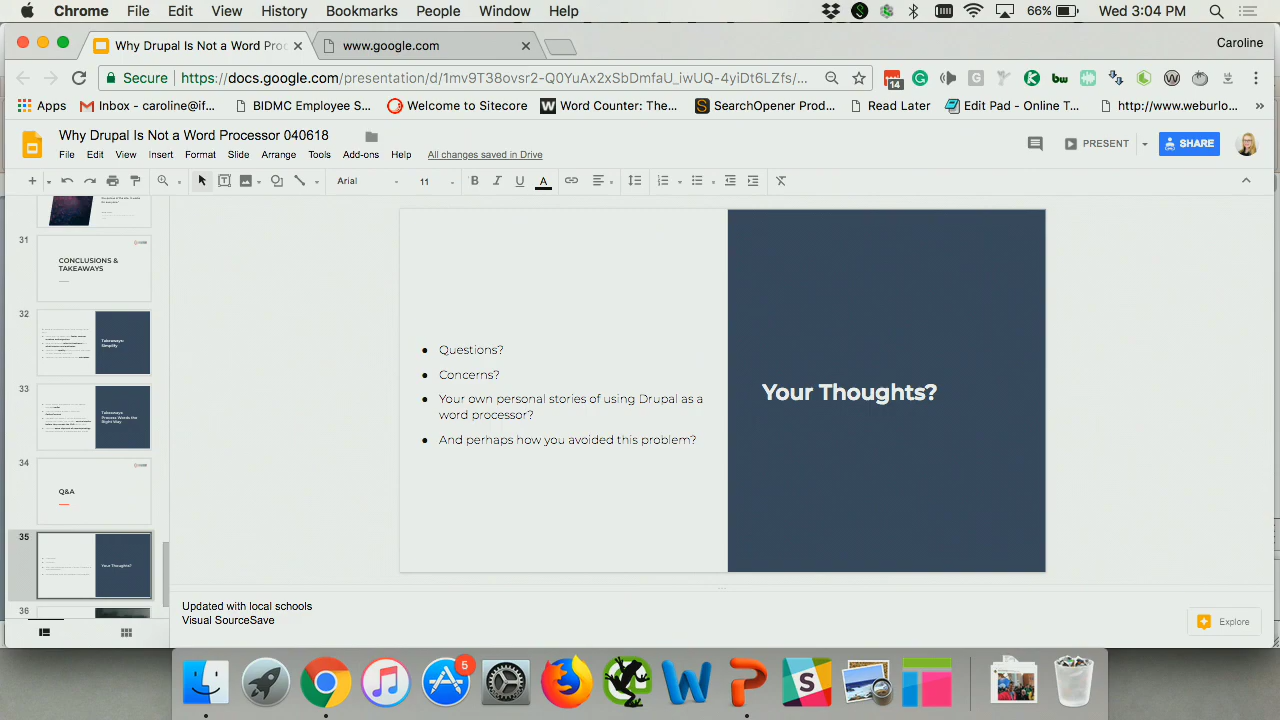 Chrome File Edit View History Bookmarks People Window Help 66% Wed 3:04 PM
Why Drupal Is Not a Word Proc www.google.com Caroline
Secure https://docs.google.com/presentation/d/1mv9T38ovsr2-Q0YuAx2xSbDmfaU_iwUQ-4yiDt6LZfs/... 14
Apps Inbox - caroline@if... BIDMC Employee S... Welcome to Sitecore Word Counter: The... SearchOpener Prod... Read Later Edit Pad - Online T... http://www.weburlo...
Why Drupal Is Not a Word Processor 040618
File Edit View Insert Format Slide Arrange Tools Add-ons Help All changes saved in Drive
PRESENT SHARE
Arial 11 B I U A
31
CONCLUSIONS &
TAKEAWAYS
32
Takeaways:
Simplify
33
Takeaways:
Process Words the
Right Way
34
Q&A
35
Your Thoughts?
36
Questions?
Concerns?
Your own personal stories of using Drupal as a
word processor?
And perhaps how you avoided this problem?
Your Thoughts?
Updated with local schools
Visual SourceSave
Explore
5